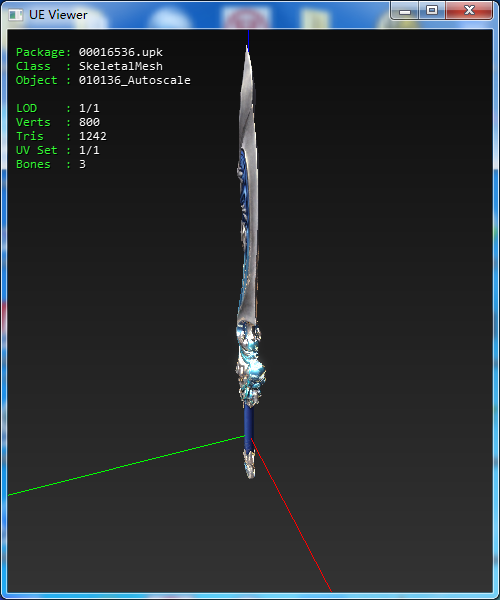 UE Viewer
Package: 00016536.upk
Class : SkeletalMesh
Object : 010136_Autoscale
LOD : 1/1
Verts : 800
Tris : 1242
UV Set : 1/1
Bones : 3